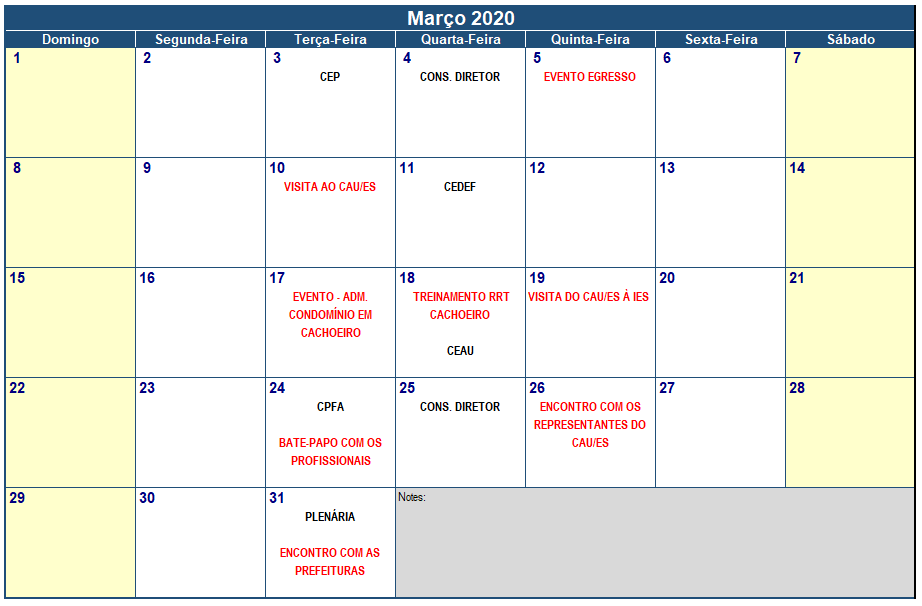 Março 2020
Domingo Segunda-Feira Terça-Feira Quarta-Feira Quinta-Feira Sexta-Feira Sábado
1 2 3 4 5 6 7
CEP CONS. DIRETOR EVENTO EGRESSO
8 9 10 11 12 13 14
VISITA AO CAU/ES CEDEF
15 16 17 18 19 20 21
EVENTO - ADM. TREINAMENTO RRT VISITA DO CAU/ES À IES
CONDOMÍNIO EM CACHOEIRO
CACHOEIRO
CEAU
22 23 24 25 26 27 28
CPFA CONS. DIRETOR ENCONTRO COM OS
REPRESENTANTES DO
BATE-PAPO COM OS CAU/ES
PROFISSIONAIS
29 30 31 Notes:
PLENÁRIA
ENCONTRO COM AS
PREFEITURAS